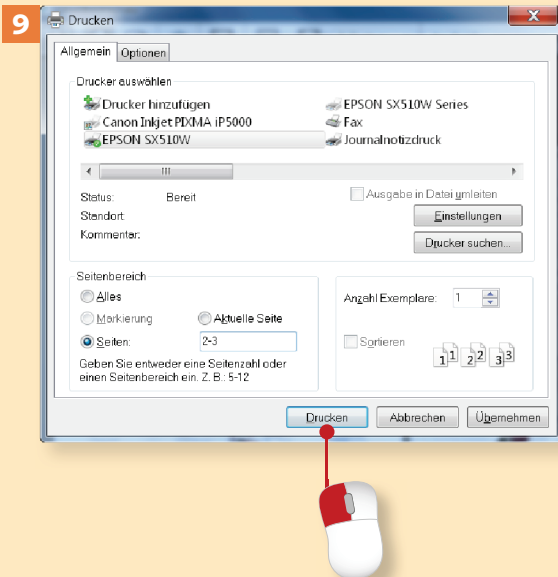 9
Drucken
Allgemein Optionen
Drucker auswählen
Drucker hinzufügen EPSON SX510W Series
Canon Inkjet PIXMA iP5000 Fax
EPSON SX510W Journalnotizdruck
Status: Bereit Ausgabe in Datei umleiten
Standort: Einstellungen
Kommentar: Drucker suchen...
Seitenbereich
Alles Anzahl Exemplare: 1
Markierung Aktuelle Seite
Seiten: 2-3 Sortieren
1 1 2 2 3 3
Geben Sie entweder eine Seitenzahl oder
einen Seitenbereich ein. Z. B.: 5-12
Drucken Abbrechen Übernehmen